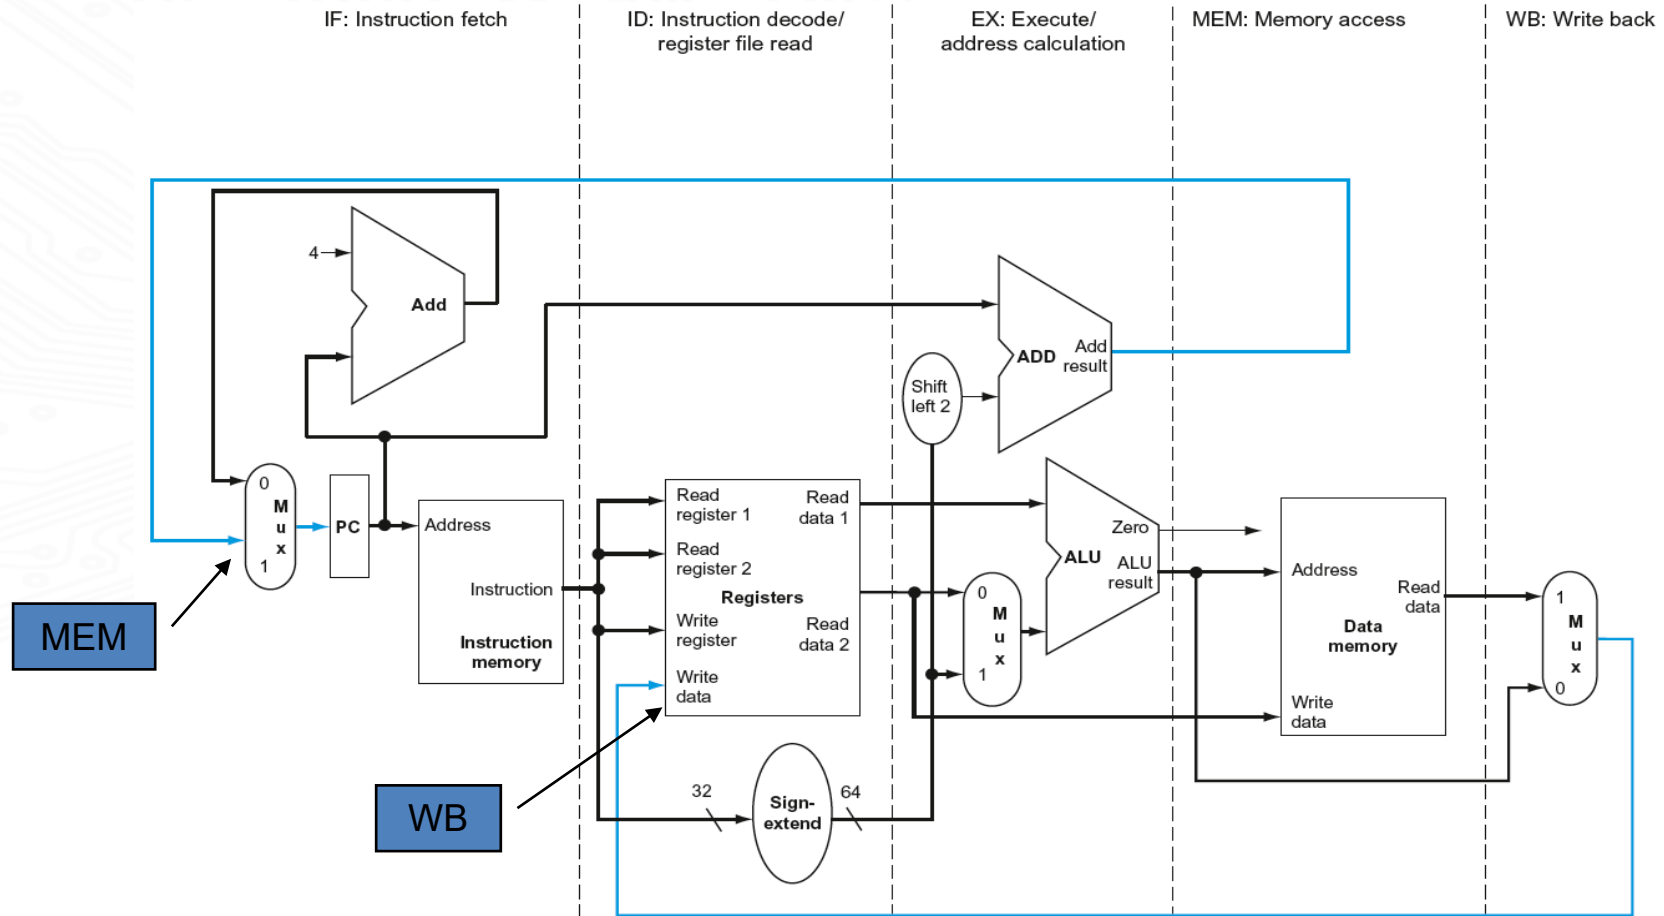 IF: Instruction fetch
ID: Instruction decode/
register file read
EX: Execute/
address calculation
MEM: Memory access
WB: Write back
4
Add
ADD
Add
result
Shift
left 2
0
M
u
x
1
PC
Address
Instruction
Instruction
memory
Read
register 1
Read
register 2
Write
register
Write
data
Registers
Read
data 1
Read
data 2
0
M
u
x
1
Zero
ALU
ALU
result
Address
Read
data
Data
memory
Write
data
1
M
u
x
0
MEM
WB
32
Sign-
extend
64